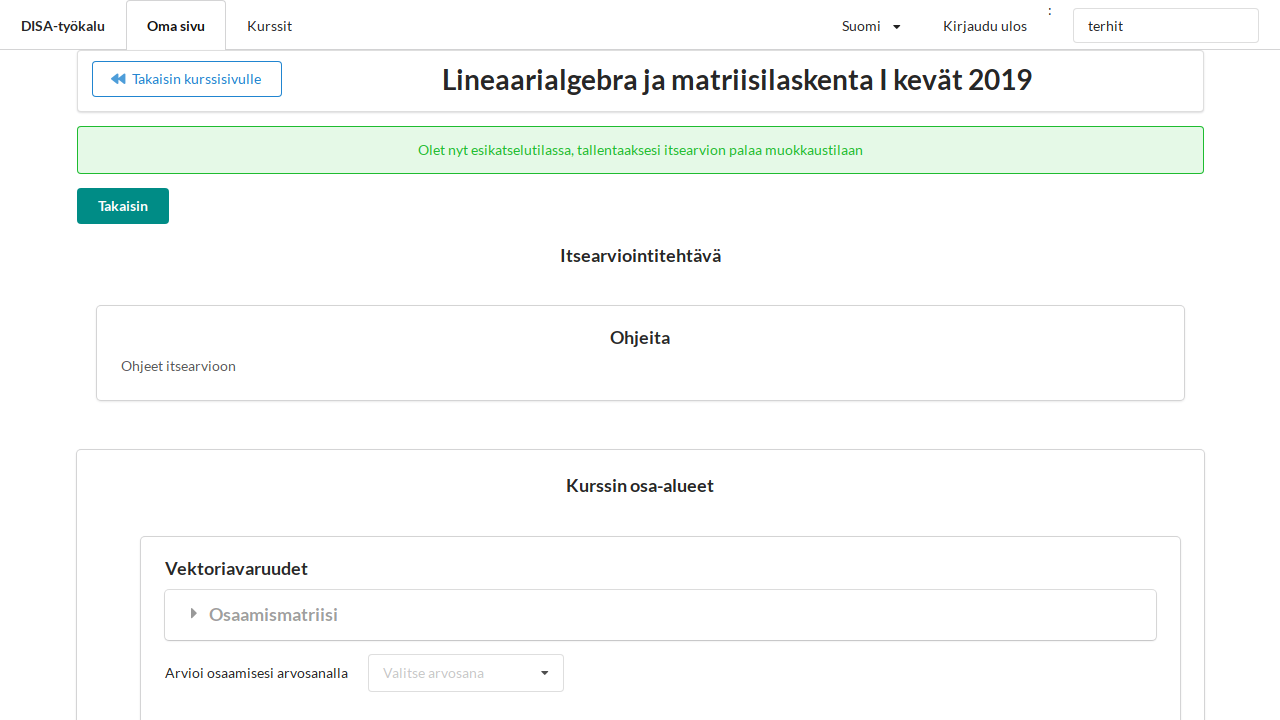 DISA-työkalu Oma sivu Kurssit Suomi Kirjaudu ulos : terhit
Takaisin kurssisivulle Lineaarialgebra ja matriisilaskenta I kevät 2019
Olet nyt esikatselutilassa, tallentaaksesi itsearvion palaa muokkaustilaan
Takaisin
Itsearviointitehtävä
Ohjeita
Ohjeet itsearvioon
Kurssin osa-alueet
Vektoriavaruudet
Osaamismatriisi
Arvioi osaamisesi arvosanalla Valitse arvosana